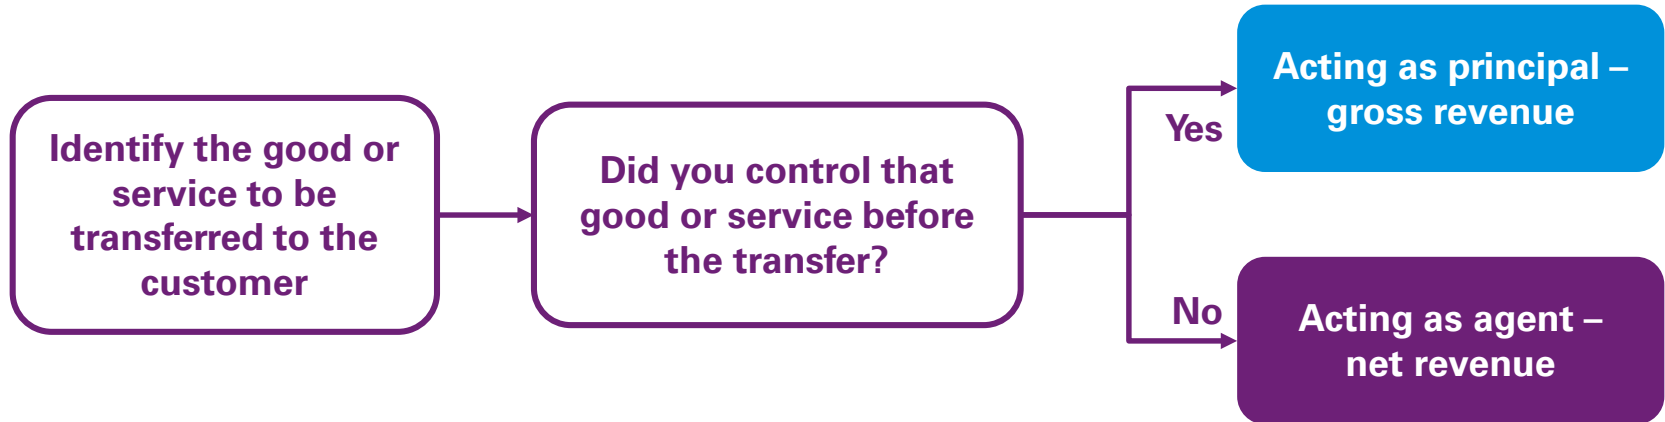 Identify the good or
service to be
transferred to the
customer
Did you control that
good or service before
the transfer?
Yes
Acting as principal –
gross revenue
No
Acting as agent –
net revenue